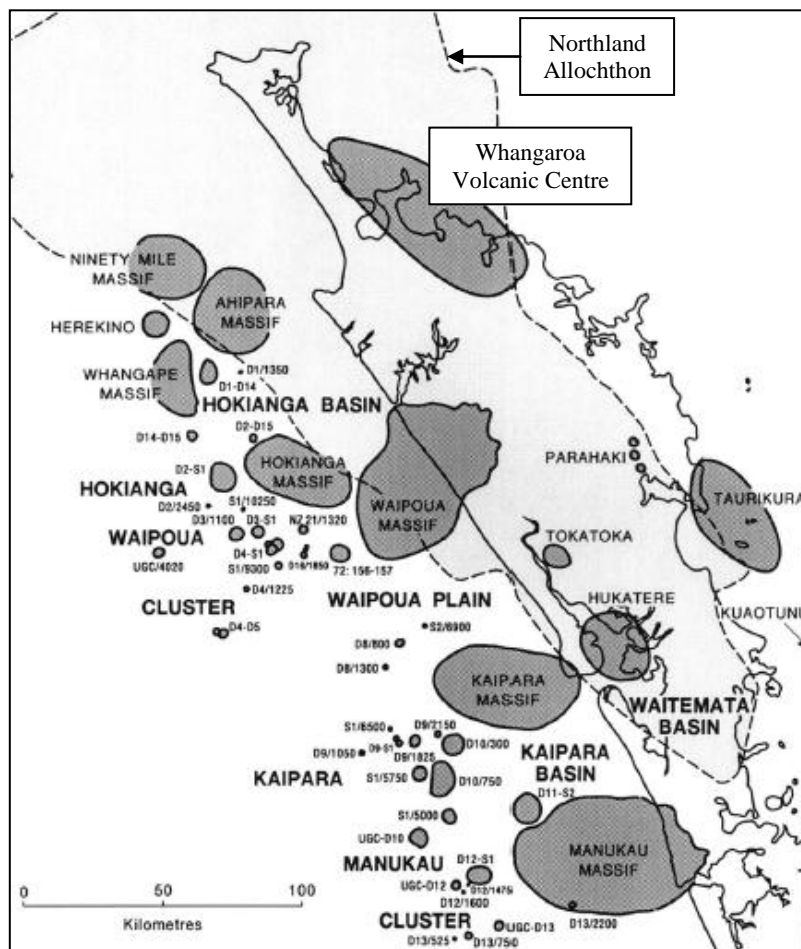 Northland
Allochthon
Whangaroa
Volcanic Centre
NINETY MILE
MASSIF
AHIPARA
MASSIF
HEREKINO
WHANGAPE
MASSIF
D1/1350
D1-D14
HOKIANGA BASIN
D14-D15
D2-D15
HOKIANGA
MASSIF
D2-S1
HOKIANGA
S1/10250
D2/2450
D3/1100
D3-S1
NZ 21/1320
WAIPOUA
MASSIF
PARAHAKI
TAURIKURA
TOKATOKA
WAIPOUA
D4-S1
UGC/4020
S1/9300
D16/1850
72: 156-157
D4/1225
CLUSTER
D4-D5
WAIPOUA PLAIN
HUKATERE
KUAOTUNU
S2/6900
D8/800
D8/1300
KAIPARA
MASSIF
WAITEMATA
BASIN
S1/6500
D9/2150
D9-S1
D9/1050
D9/1825
D10/300
KAIPARA
BASIN
KAIPARA
S1/5750
D10/750
D11-S2
S1/5000
UGC-D10
MANUKAU
MASSIF
MANUKAU
D12-S1
UGC-D12
D12/1475
D12/1600
D13/2200
CLUSTER
UGC-D13
D13/525
D13/750
0 100
Kilometres